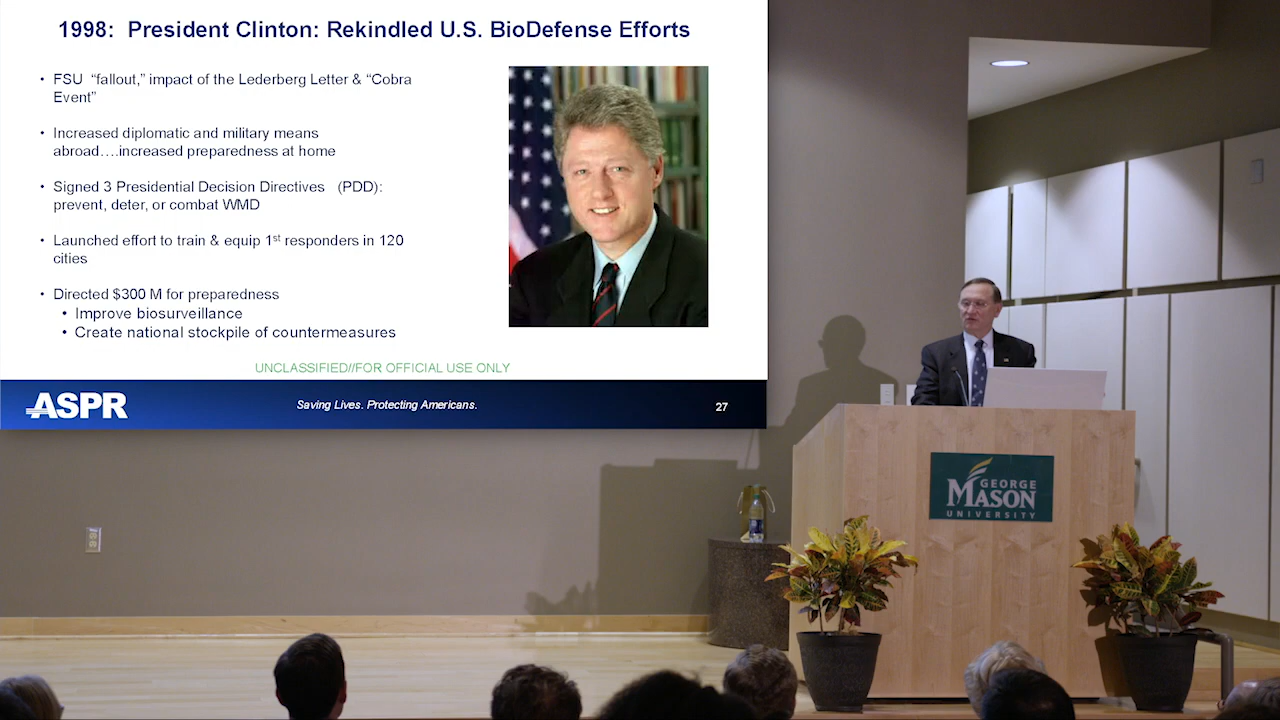 1998:  President Clinton: Rekindled U.S. BioDefense Efforts
• FSU  “fallout,” impact of the Lederberg Letter & “Cobra
Event”
• Increased diplomatic and military means
abroad….increased preparedness at home
• Signed 3 Presidential Decision Directives   (PDD):
prevent, deter, or combat WMD
• Launched effort to train & equip 1st responders in 120
cities
• Directed $300 M for preparedness
• Improve biosurveillance
• Create national stockpile of countermeasures
UNCLASSIFIED//FOR OFFICIAL USE ONLY
ASPR
Saving Lives. Protecting Americans.
27
GEORGE
MASON
UNIVERSITY